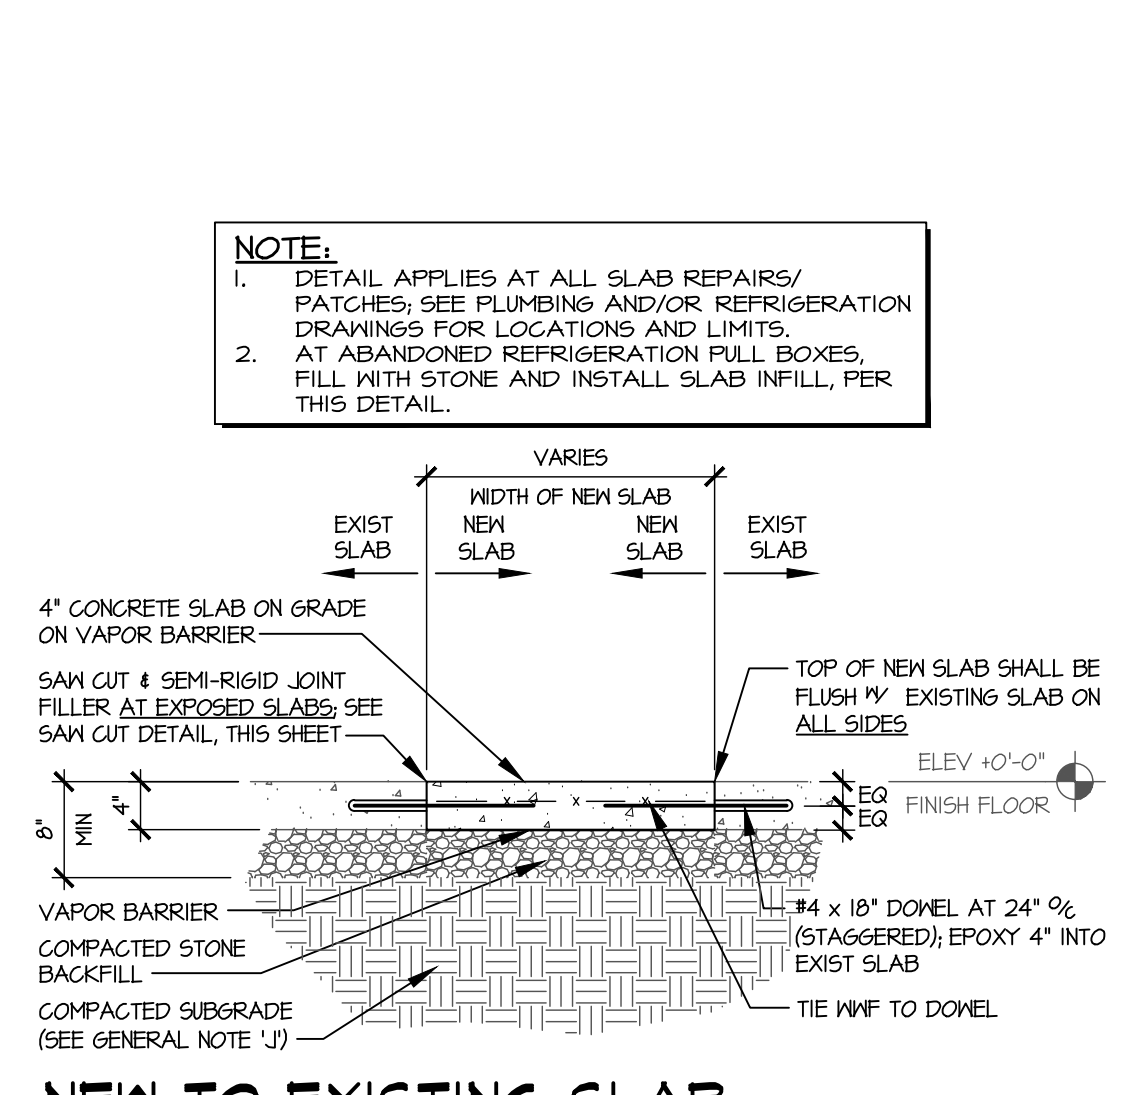 NOTE:
1. DETAIL APPLIES AT ALL SLAB REPAIRS/
PATCHES; SEE PLUMBING AND/OR REFRIGERATION
DRAWINGS FOR LOCATIONS AND LIMITS.
2. AT ABANDONED REFRIGERATION PULL BOXES,
FILL WITH STONE AND INSTALL SLAB INFILL, PER
THIS DETAIL.
VARIES
WIDTH OF NEW SLAB
EXIST
SLAB
NEW
SLAB
NEW
SLAB
EXIST
SLAB
4" CONCRETE SLAB ON GRADE
ON VAPOR BARRIER
SAW CUT & SEMI-RIGID JOINT
FILLER AT EXPOSED SLABS; SEE
SAW CUT DETAIL, THIS SHEET
TOP OF NEW SLAB SHALL BE
FLUSH W/ EXISTING SLAB ON
ALL SIDES
ELEV +0'-0"
FINISH FLOOR
EQ
EQ
8"
MIN
4"
x x x
VAPOR BARRIER
COMPACTED STONE
BACKFILL
COMPACTED SUBGRADE
(SEE GENERAL NOTE 'J')
#4 x 18" DOWEL AT 24" O/C
(STAGGERED); EPOXY 4" INTO
EXIST SLAB
TIE WWF TO DOWEL
NEW TO EXISTING SLAB